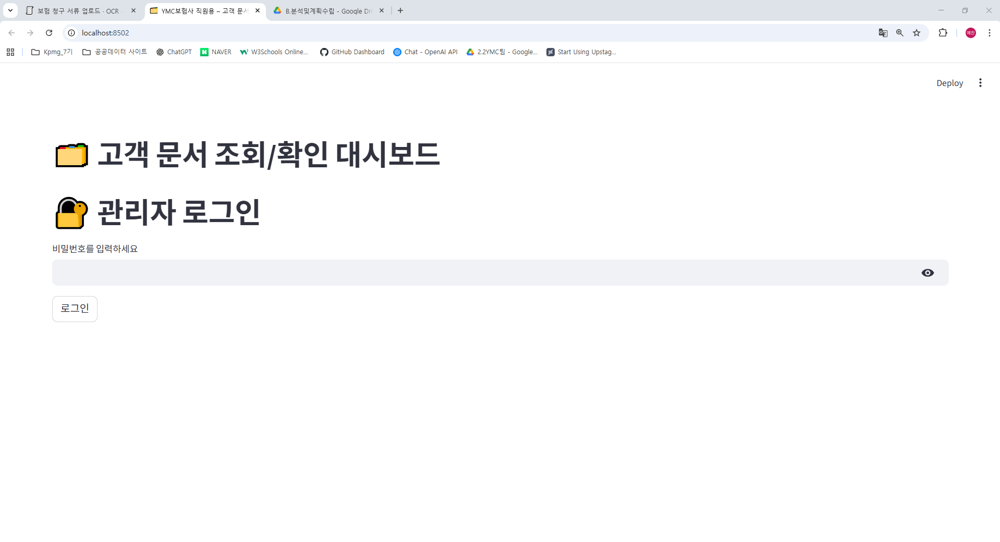 보험 청구 서류 업로드 · OCR
YMC보험사 직원용 – 고객 문서
B.분석및계획수립 - Google Dri
localhost:8502
예찬
Kpmg_7기
공공데이터 사이트
ChatGPT
NAVER
W3Schools Online...
GitHub Dashboard
Chat - OpenAI API
2.2YMC팀 - Google...
Start Using Upstag...
Deploy
고객 문서 조회/확인 대시보드
관리자 로그인
비밀번호를 입력하세요
로그인